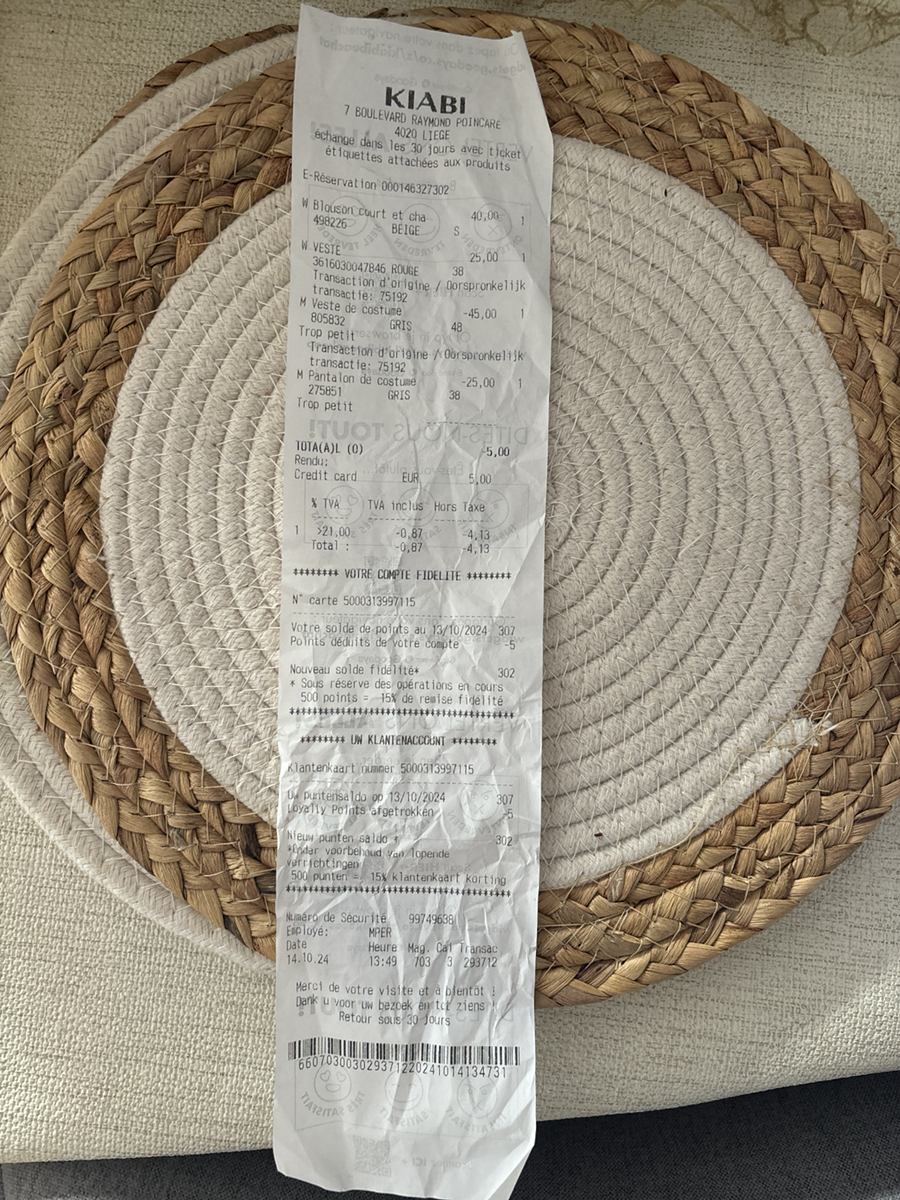 KIABI
7 BOULEVARD RAYMOND POINCARE
4020 LIEGE
échange dans les 30 jours avec ticket
étiquettes attachées aux produits
E-Réservation 000146327302
W Blouson court et cha 40,00 1
498226 BEIGE S
W VESTE 25,00 1
3616030047846 ROUGE 38
Transaction d'origine / Oorspronkelijk
transactie: 75192
M Veste de costume -45,00 1
805832 GRIS 48
Trop petit
Transaction d'origine / Oorspronkelijk
transactie: 75192
M Pantalon de costume -25,00 1
275851 GRIS 38
Trop petit
TOTA(A)L (0) -5,00
Rendu:
Credit card EUR 5,00
% TVA TVA inclus Hors Taxe
1 >21,00 -0,87 -4,13
Total : -0,87 -4,13
******** VOTRE COMPTE FIDELITE ********
N° carte 5000313997115
Votre solde de points au 13/10/2024 307
Points déduits de votre compte -5
Nouveau solde fidélité* 302
* Sous réserve des opérations en cours
500 points = 15% de remise fidélité
****************************************
******** UW KLANTENACCOUNT ********
Klantenkaart nummer 5000313997115
Uw puntensaldo op 13/10/2024 307
Loyalty Points afgetrokken -5
Nieuw punten saldo * 302
*Onder voorbehoud van lopende
verrichtingen
500 punten = 15% klantenkaart korting
****************************************
Numéro de Sécurité 99749638
Employé: MPER
Date Heure Mag. Cai Transac
14.10.24 13:49 703 3 293712
Merci de votre visite et à bientôt !
Dank u voor uw bezoek en tot ziens !
Retour sous 30 jours
66070300302937122024101413​4731